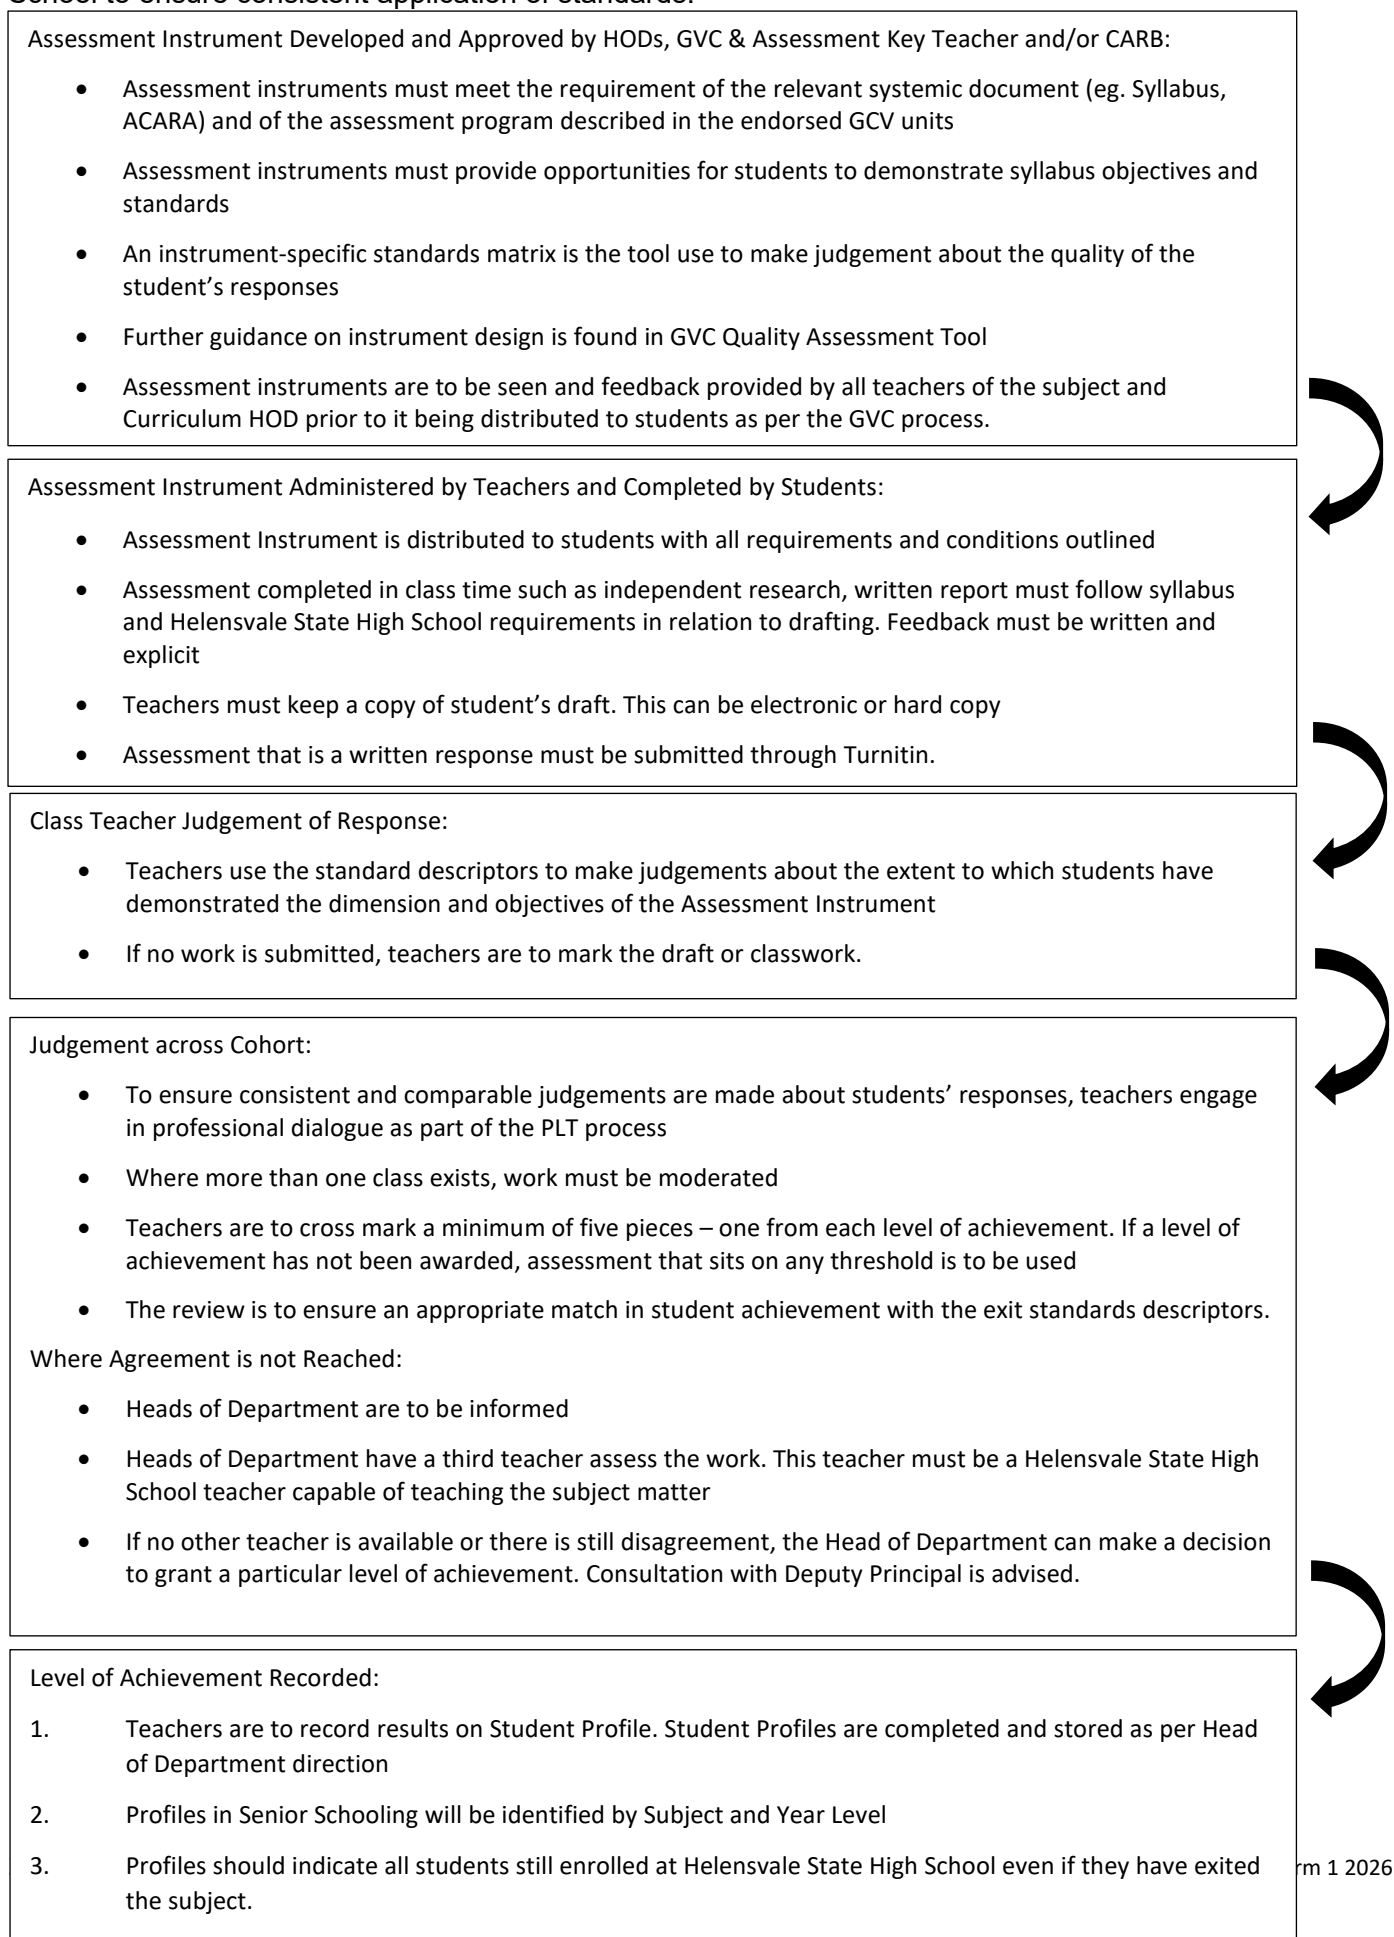 School to ensure consistent application of standards.
Assessment Instrument Developed and Approved by HODs, GVC & Assessment Key Teacher and/or CARB:
• Assessment instruments must meet the requirement of the relevant systemic document (eg. Syllabus,
ACARA) and of the assessment program described in the endorsed GCV units
• Assessment instruments must provide opportunities for students to demonstrate syllabus objectives and
standards
• An instrument-specific standards matrix is the tool use to make judgement about the quality of the
student’s responses
• Further guidance on instrument design is found in GVC Quality Assessment Tool
• Assessment instruments are to be seen and feedback provided by all teachers of the subject and
Curriculum HOD prior to it being distributed to students as per the GVC process.
Assessment Instrument Administered by Teachers and Completed by Students:
• Assessment Instrument is distributed to students with all requirements and conditions outlined
• Assessment completed in class time such as independent research, written report must follow syllabus
and Helensvale State High School requirements in relation to drafting. Feedback must be written and
explicit
• Teachers must keep a copy of student’s draft. This can be electronic or hard copy
• Assessment that is a written response must be submitted through Turnitin.
Class Teacher Judgement of Response:
• Teachers use the standard descriptors to make judgements about the extent to which students have
demonstrated the dimension and objectives of the Assessment Instrument
• If no work is submitted, teachers are to mark the draft or classwork.
Judgement across Cohort:
• To ensure consistent and comparable judgements are made about students’ responses, teachers engage
in professional dialogue as part of the PLT process
• Where more than one class exists, work must be moderated
• Teachers are to cross mark a minimum of five pieces – one from each level of achievement. If a level of
achievement has not been awarded, assessment that sits on any threshold is to be used
• The review is to ensure an appropriate match in student achievement with the exit standards descriptors.
Where Agreement is not Reached:
• Heads of Department are to be informed
• Heads of Department have a third teacher assess the work. This teacher must be a Helensvale State High
School teacher capable of teaching the subject matter
• If no other teacher is available or there is still disagreement, the Head of Department can make a decision
to grant a particular level of achievement. Consultation with Deputy Principal is advised.
Level of Achievement Recorded:
1. Teachers are to record results on Student Profile. Student Profiles are completed and stored as per Head
of Department direction
2. Profiles in Senior Schooling will be identified by Subject and Year Level
3. Profiles should indicate all students still enrolled at Helensvale State High School even if they have exited
the subject.
rm 1 2026